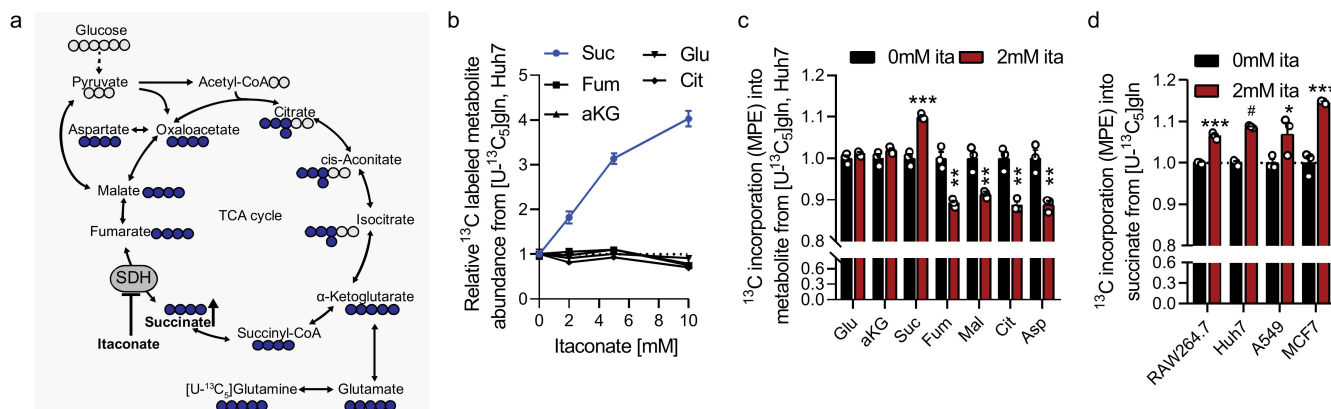 a
Glucose
Pyruvate
Acetyl-CoA
Citrate
Aspartate
Oxaloacetate
cis-Aconitate
Malate
TCA cycle
Isocitrate
Fumarate
SDH
α-Ketoglutarate
Succinate
Itaconate
Succinyl-CoA
[U-¹³C₅]Glutamine
Glutamate
b
Relative ¹³C labeled metabolite
abundance from [U-¹³C₅]gln, Huh7
5
4
3
2
1
0
Suc
Fum
aKG
Glu
Cit
0
2
4
6
8
10
Itaconate [mM]
c
0mM ita
2mM ita
¹³C incorporation (MPE) into
metabolite from [U-¹³C₅]gln, Huh7
1.2
1.1
1.0
0.9
0.8
0.6
0.3
0.0
***
**
**
**
**
Glu
aKG
Suc
Fum
Mal
Cit
Asp
d
0mM ita
2mM ita
¹³C incorporation (MPE) into
succinate from [U-¹³C₅]gln
1.2
1.1
1.0
0.9
0.8
0.6
0.3
0.0
***
#
*
***
RAW264.7
Huh7
A549
MCF7